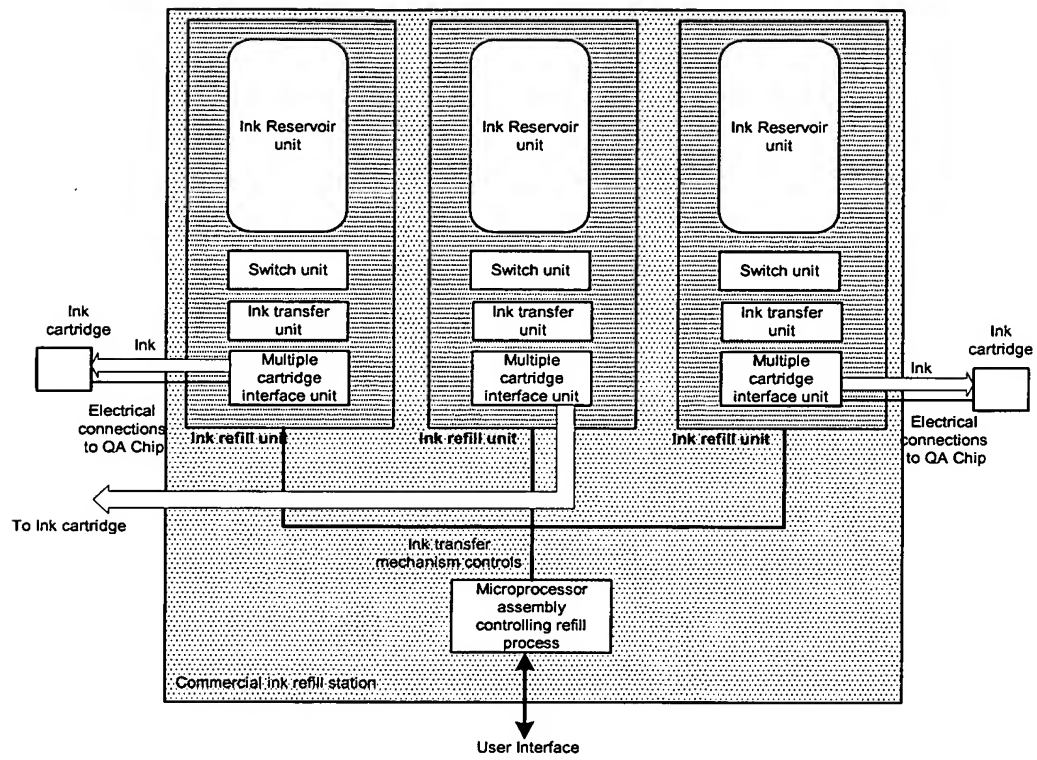 Ink Reservoir
unit
Ink Reservoir
unit
Ink Reservoir
unit
Switch unit
Switch unit
Switch unit
Ink transfer
unit
Ink transfer
unit
Ink transfer
unit
Ink
cartridge
Ink
Multiple
cartridge
interface unit
Multiple
cartridge
interface unit
Multiple
cartridge
interface unit
Ink
Ink
cartridge
Electrical
connections
to QA Chip
Ink refill unit
Ink refill unit
Ink refill unit
Electrical
connections
to QA Chip
To Ink cartridge
Ink transfer
mechanism controls
Microprocessor
assembly
controlling refill
process
Commercial ink refill station
User Interface